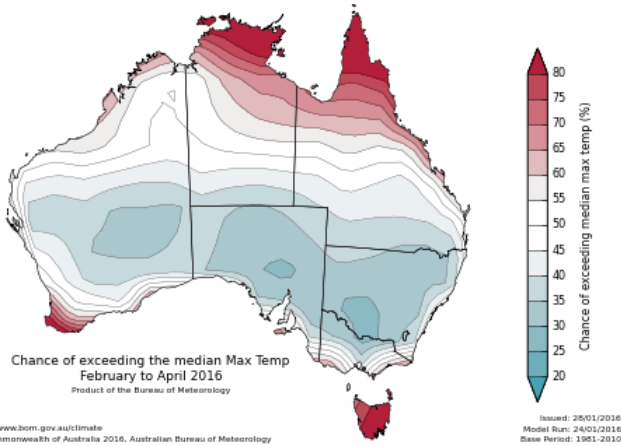 80
75
70
65
60
55
50
45
40
35
30
25
20
Chance of exceeding median max temp (%)
Chance of exceeding the median Max Temp
February to April 2016
Product of the Bureau of Meteorology
www.bom.gov.au/climate
mmonwealth of Australia 2016, Australian Bureau of Meteorology
Issued: 28/01/2016
Model Run: 24/01/2016
Base Period: 1981-2010